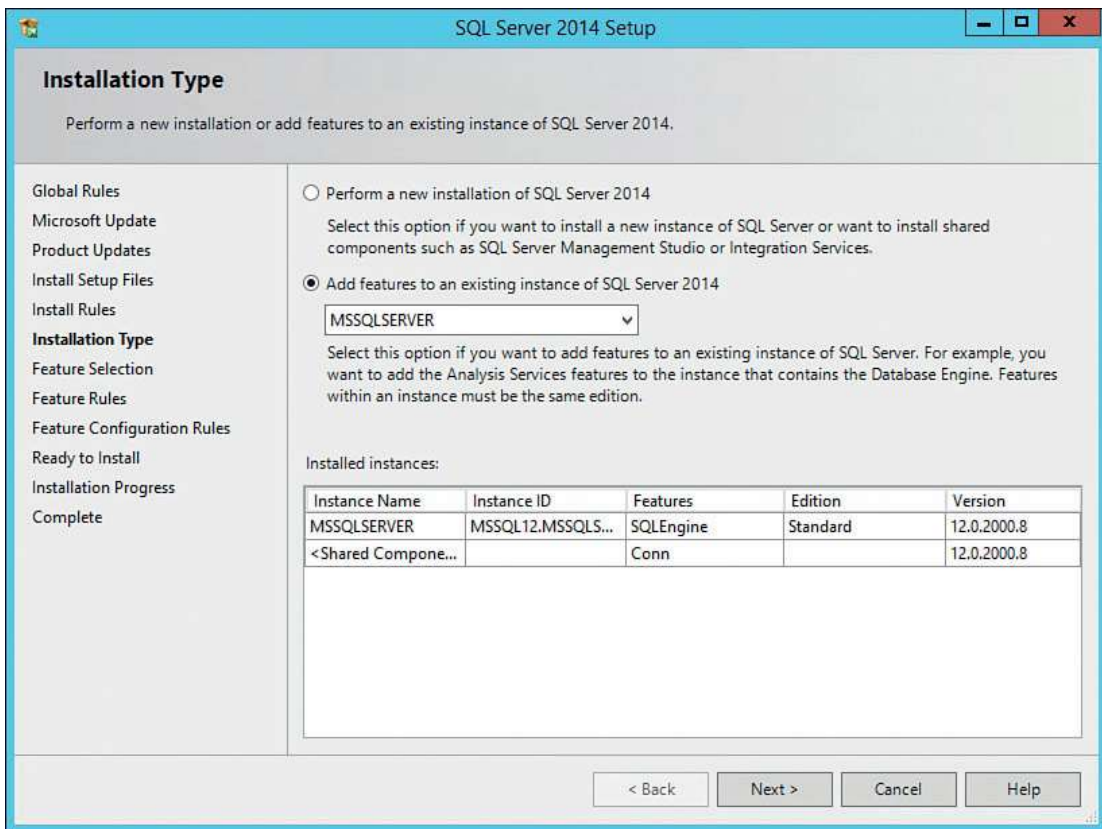 SQL Server 2014 Setup
Installation Type
Perform a new installation or add features to an existing instance of SQL Server 2014.
Global Rules
Microsoft Update
Product Updates
Install Setup Files
Install Rules
Installation Type
Feature Selection
Feature Rules
Feature Configuration Rules
Ready to Install
Installation Progress
Complete
Perform a new installation of SQL Server 2014
Select this option if you want to install a new instance of SQL Server or want to install shared
components such as SQL Server Management Studio or Integration Services.
Add features to an existing instance of SQL Server 2014
MSSQLSERVER
Select this option if you want to add features to an existing instance of SQL Server. For example, you
want to add the Analysis Services features to the instance that contains the Database Engine. Features
within an instance must be the same edition.
Installed instances:
Instance Name Instance ID Features Edition Version
MSSQLSERVER MSSQL12.MSSQLS... SQLEngine Standard 12.0.2000.8
<Shared Compone... Conn 12.0.2000.8
< Back Next > Cancel Help